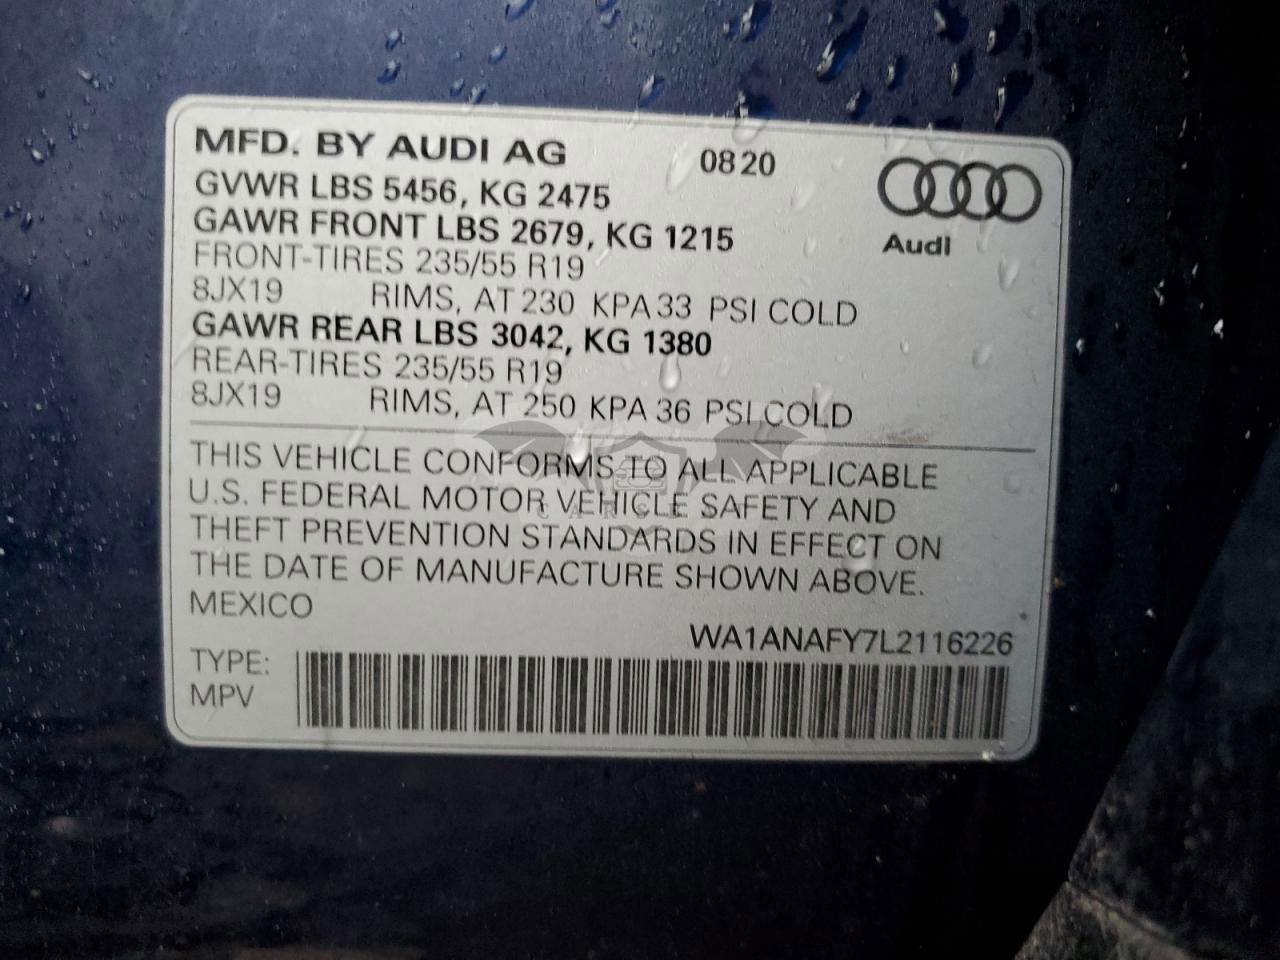 MFD. BY AUDI AG 0820
GVWR LBS 5456, KG 2475
GAWR FRONT LBS 2679, KG 1215
Audi
FRONT-TIRES 235/55 R19
8JX19 RIMS, AT 230 KPA 33 PSI COLD
GAWR REAR LBS 3042, KG 1380
REAR-TIRES 235/55 R19
8JX19 RIMS, AT 250 KPA 36 PSI COLD
THIS VEHICLE CONFORMS TO ALL APPLICABLE
U.S. FEDERAL MOTOR VEHICLE SAFETY AND
THEFT PREVENTION STANDARDS IN EFFECT ON
THE DATE OF MANUFACTURE SHOWN ABOVE.
MEXICO
WA1ANAFY7L2116226
TYPE:
MPV